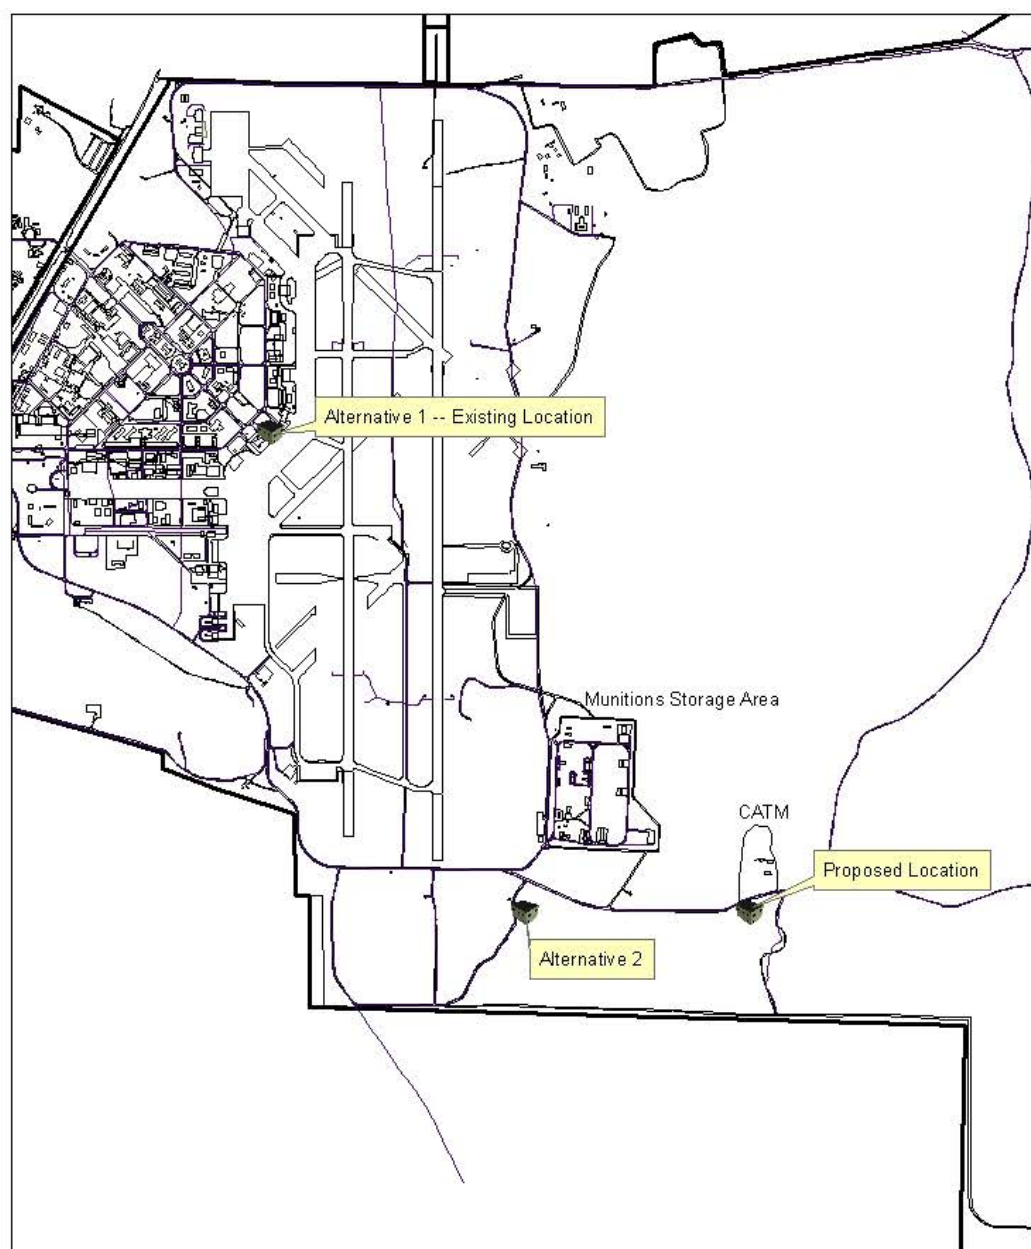 Alternative 1 -- Existing Location
Munitions Storage Area
CATM
Proposed Location
Alternative 2